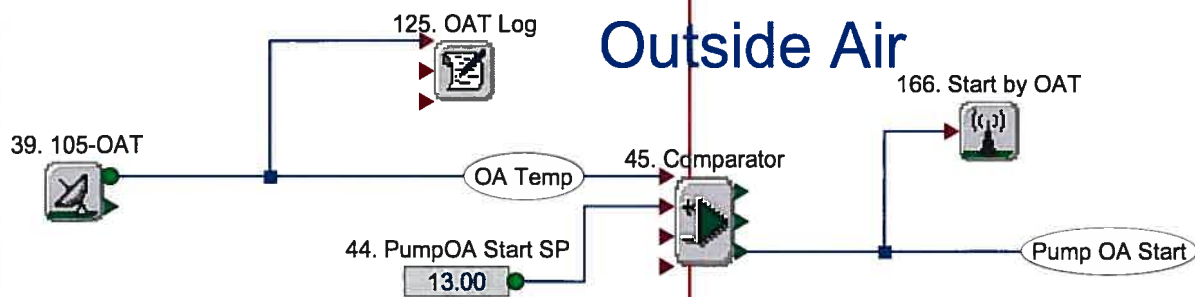 125. OAT Log
Outside Air
166. Start by OAT
39. 105-OAT
45. Comparator
OA Temp
44. PumpOA Start SP
13.00
Pump OA Start